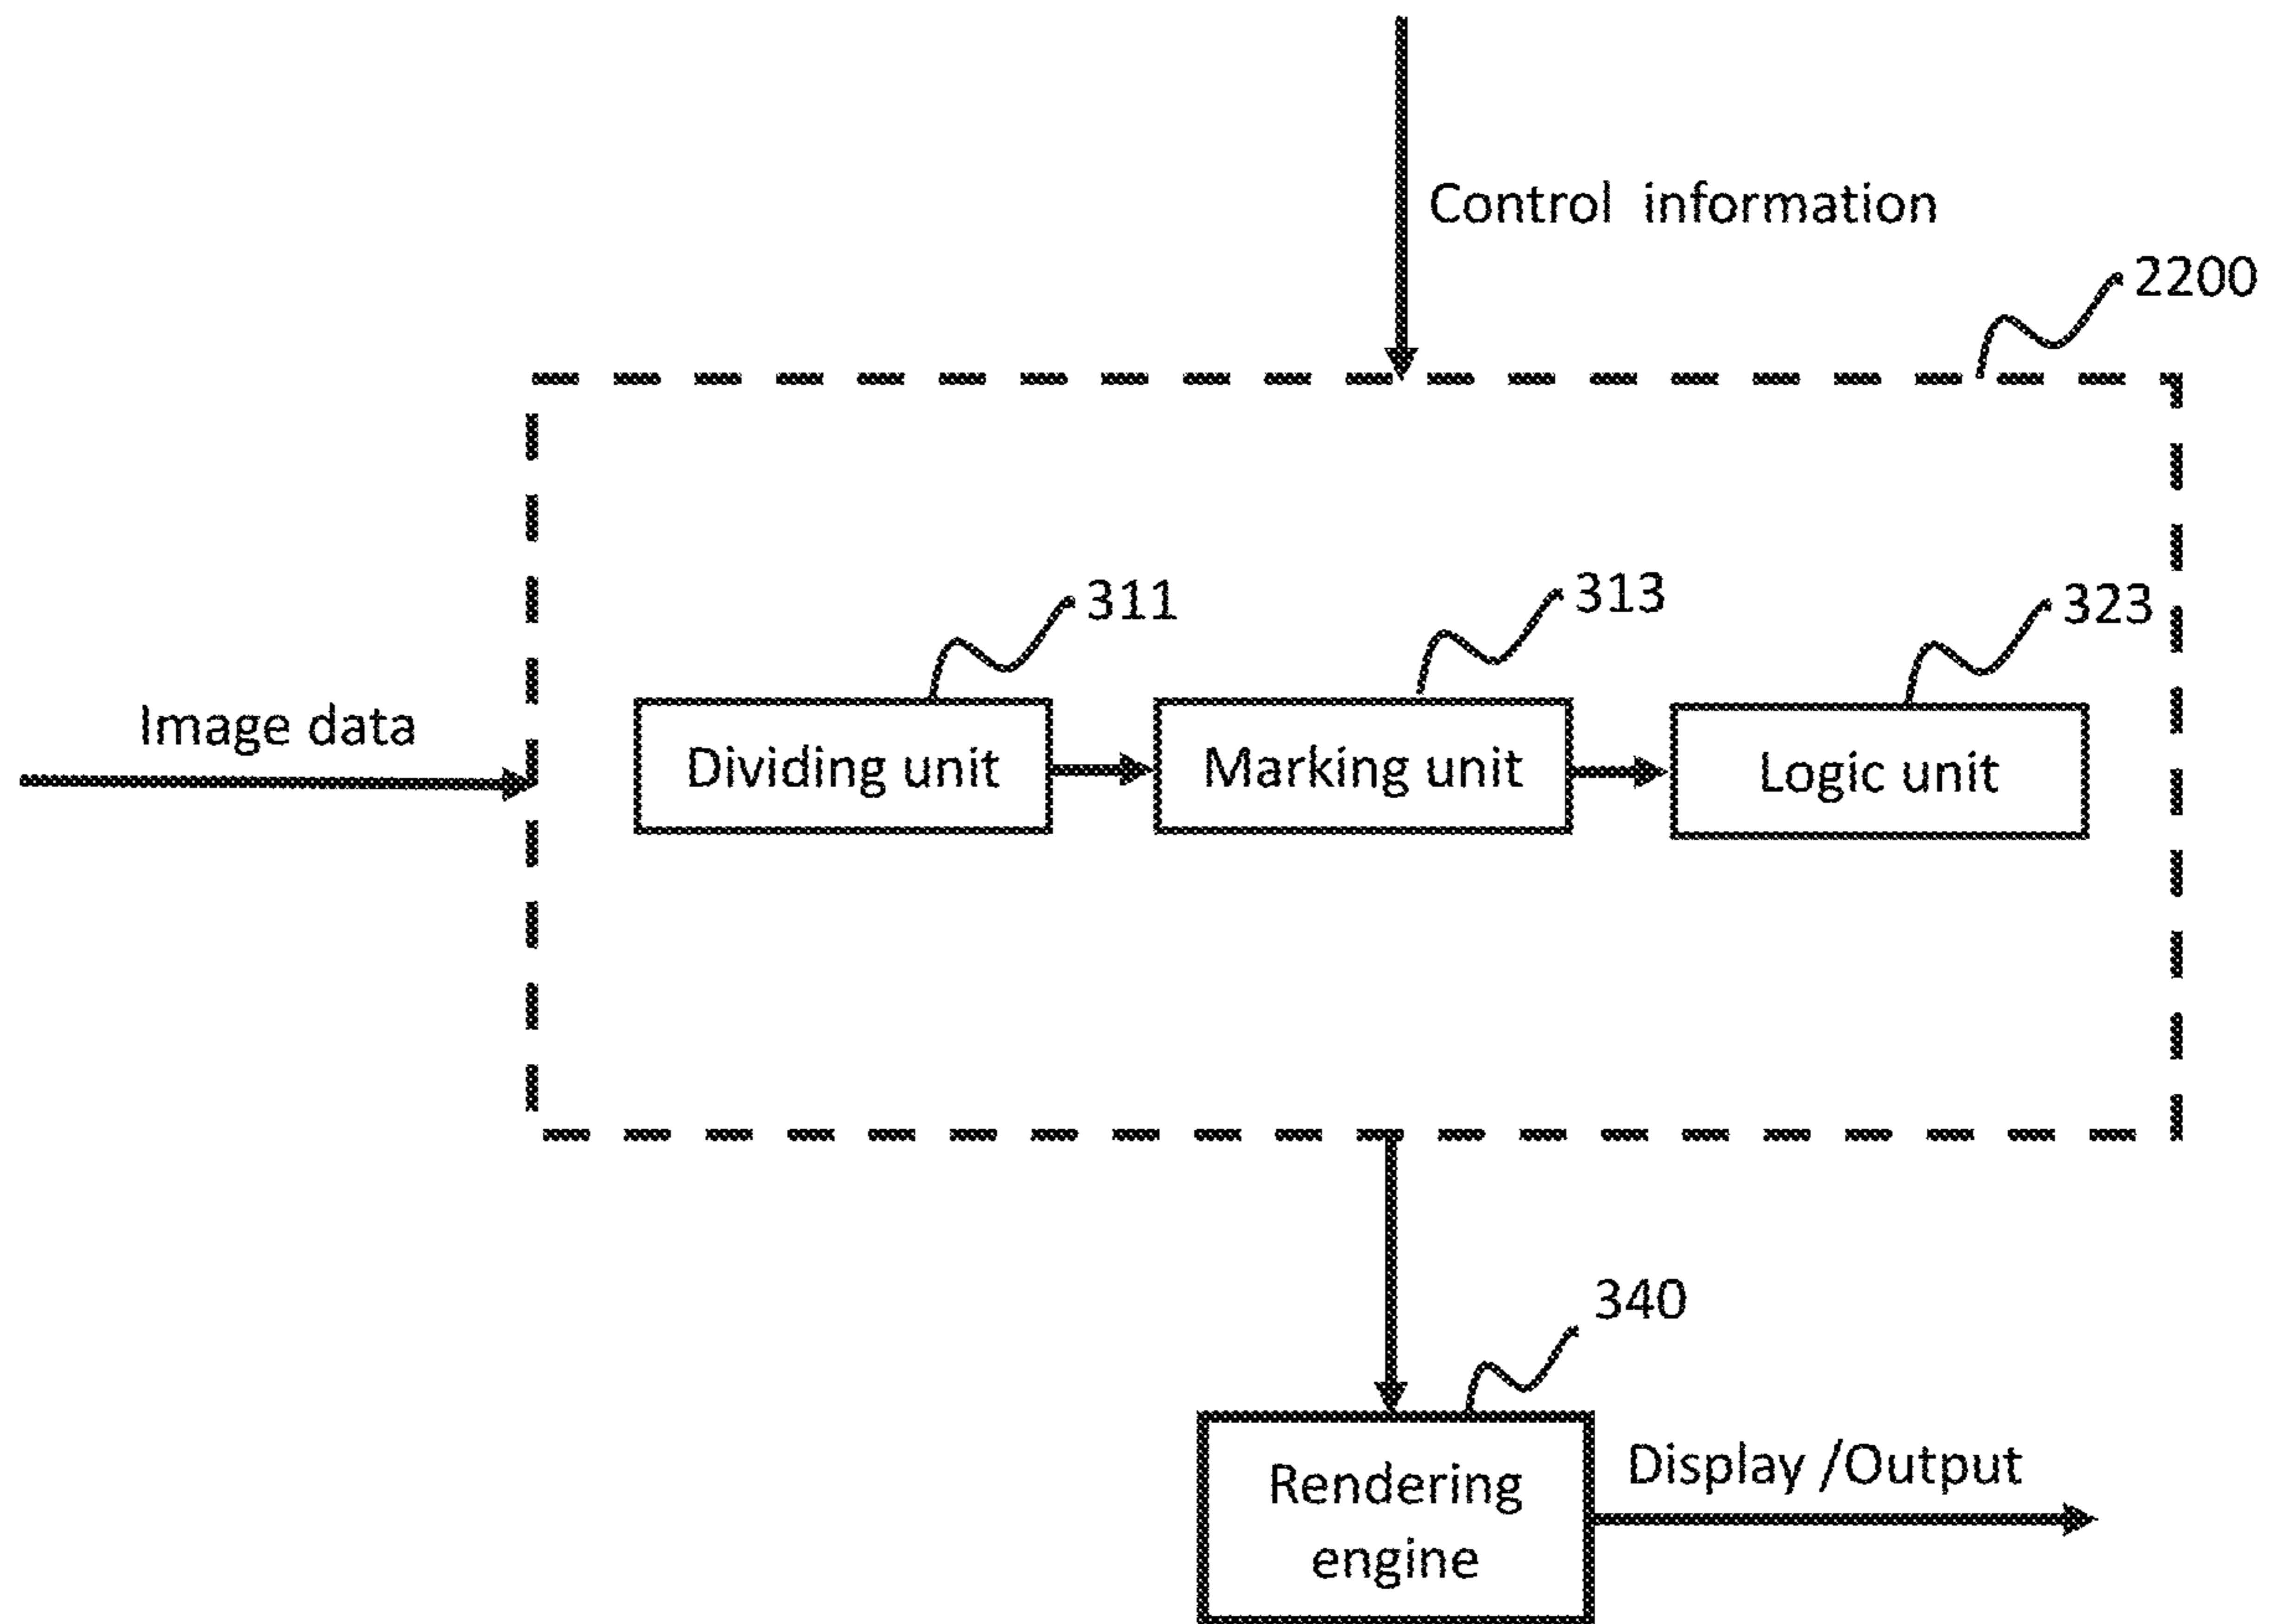 Control information
2200
311
313
323
Image data
Dividing unit
Marking unit
Logic unit
340
Display /Output
Rendering
engine